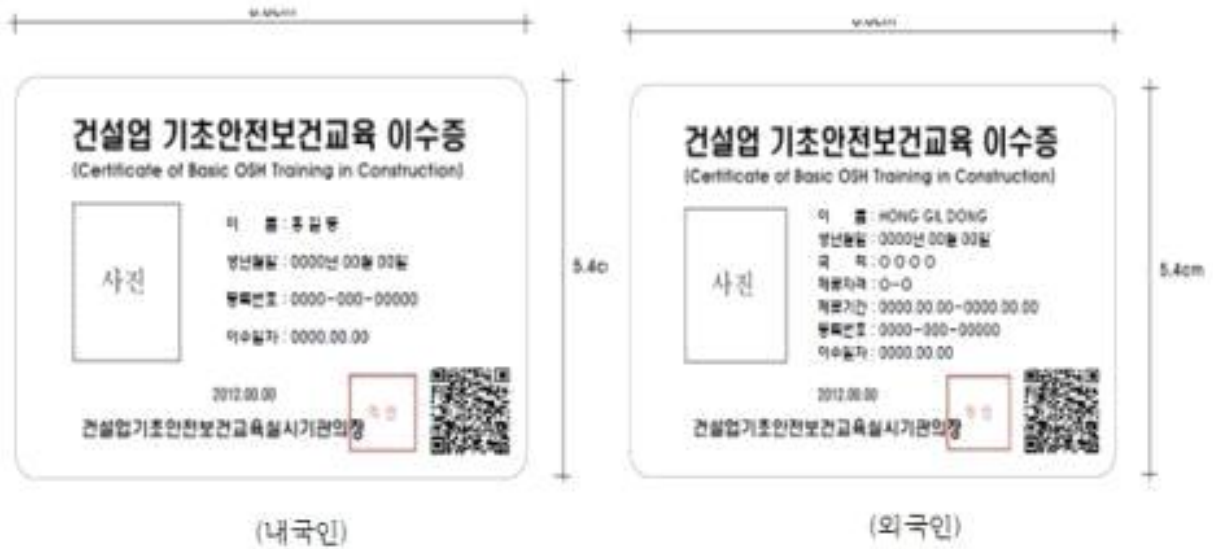 건설업 기초안전보건교육 이수증
(Certificate of Basic OSH Training in Construction)
사진
이 름 : 홍길동
생년월일 : 0000년 00월 00일
등록번호 : 0000-000-00000
이수일자 : 0000.00.00
2012.00.00
건설업기초안전보건교육실시기관의장
5.4c
(내국인)
건설업 기초안전보건교육 이수증
(Certificate of Basic OSH Training in Construction)
사진
이 름 : HONG GIL DONG
생년월일 : 0000년 00월 00일
국 적 : O O O O
체류자격 : O-O
체류기간 : 0000.00.00-0000.00.00
등록번호 : 0000-000-00000
이수일자 : 0000.00.00
2012.00.00
건설업기초안전보건교육실시기관의장
5.4cm
(외국인)